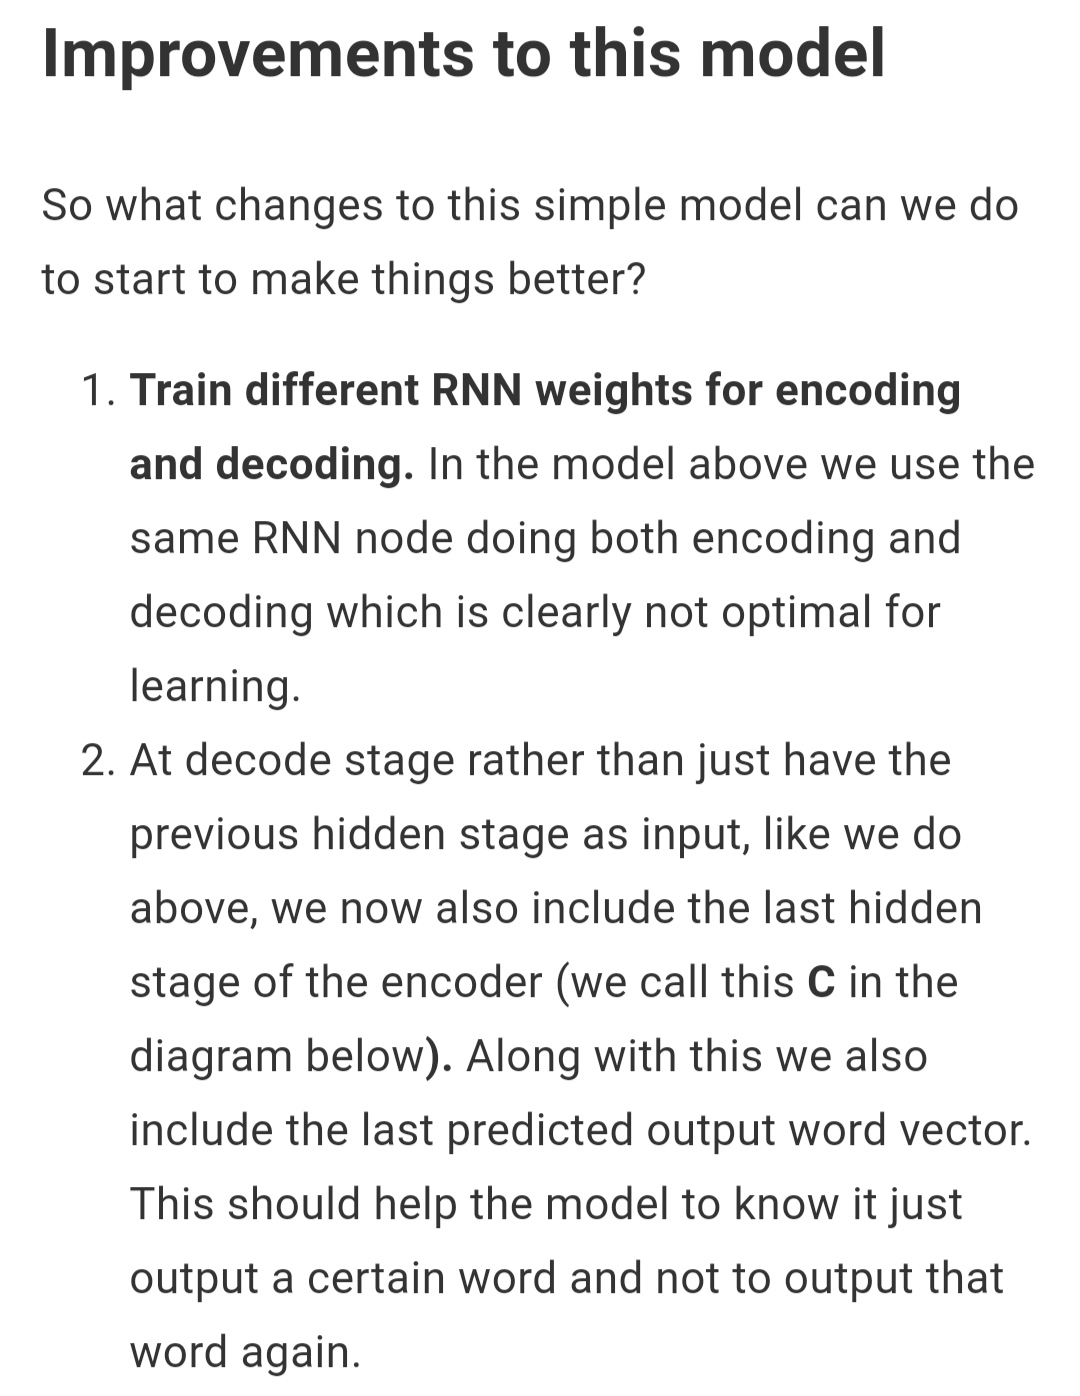 Improvements to this model
So what changes to this simple model can we do
to start to make things better?
1. Train different RNN weights for encoding
and decoding. In the model above we use the
same RNN node doing both encoding and
decoding which is clearly not optimal for
learning.
2. At decode stage rather than just have the
previous hidden stage as input, like we do
above, we now also include the last hidden
stage of the encoder (we call this C in the
diagram below). Along with this we also
include the last predicted output word vector.
This should help the model to know it just
output a certain word and not to output that
word again.